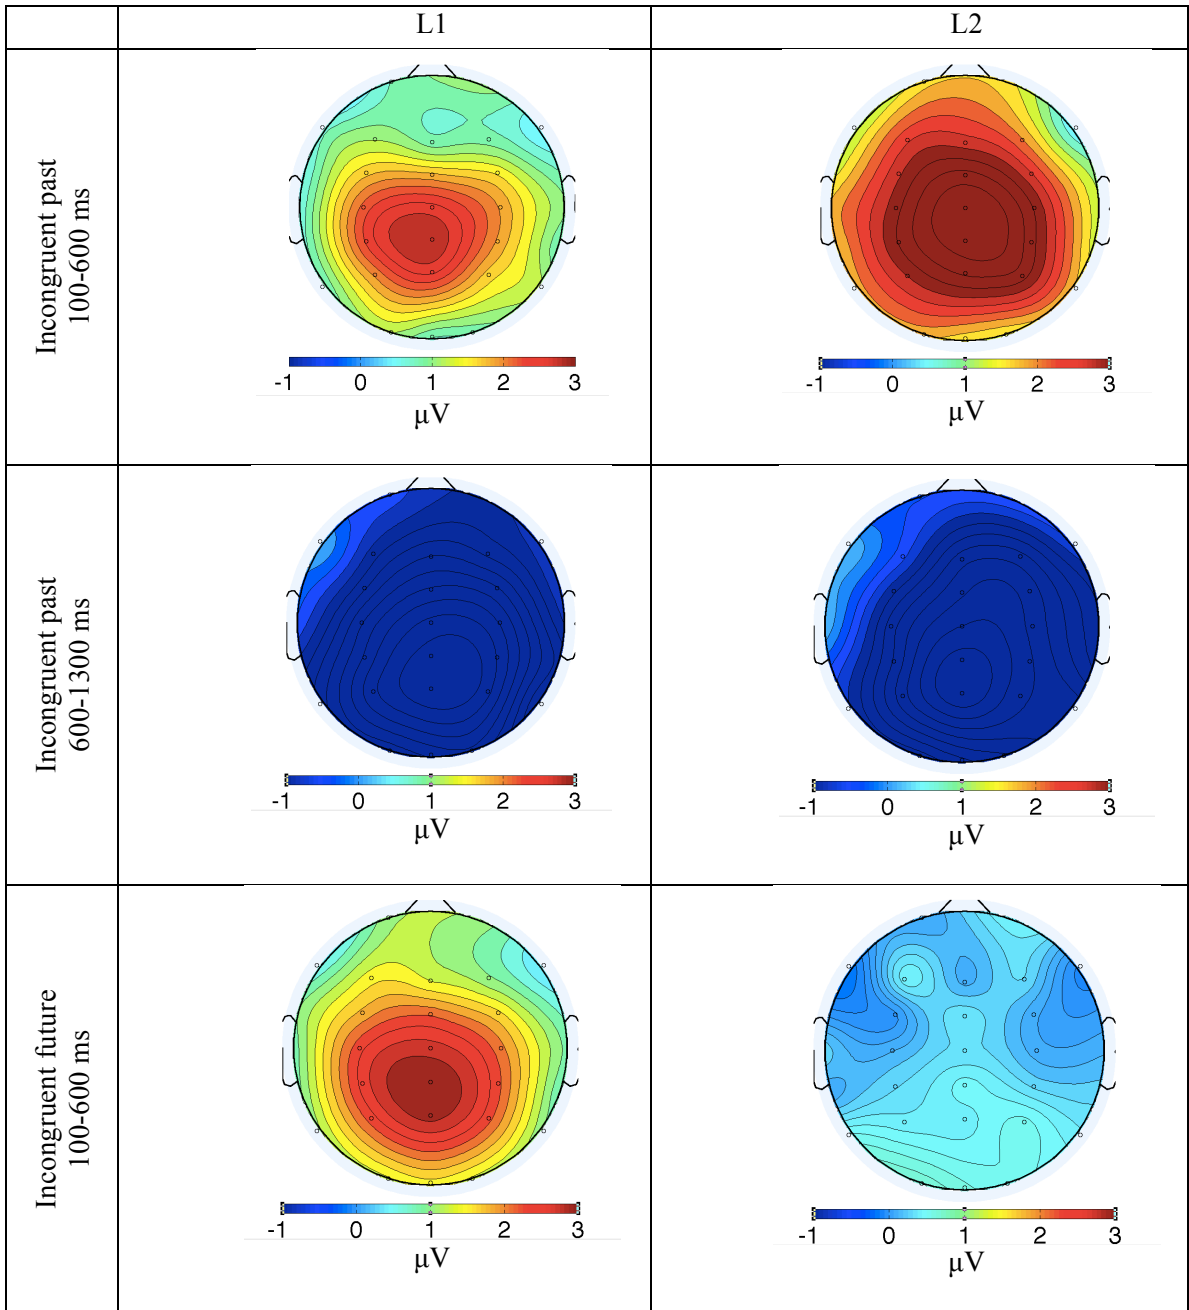 L1
L2
Incongruent past
100-600 ms
-1 0 1 2 3
μV
-1 0 1 2 3
μV
Incongruent past
600-1300 ms
-1 0 1 2 3
μV
-1 0 1 2 3
μV
Incongruent future
100-600 ms
-1 0 1 2 3
μV
-1 0 1 2 3
μV